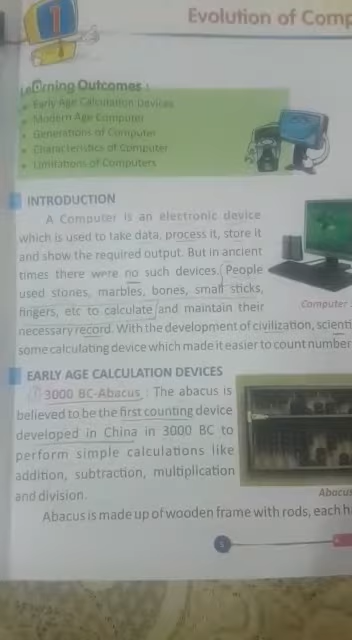 1
Evolution of Comp
Learning Outcomes :
Early Age Calculation Devices
Modern Age Computer
Generations of Computer
Characteristics of Computer
Limitations of Computers
INTRODUCTION
A Computer is an electronic device
which is used to take data, process it, store it
and show the required output. But in ancient
times there were no such devices. People
used stones, marbles, bones, small sticks,
fingers, etc to calculate and maintain their
Computer
necessary record. With the development of civilization, scienti
some calculating device which made it easier to count number
EARLY AGE CALCULATION DEVICES
3000 BC-Abacus : The abacus is
believed to be the first counting device
developed in China in 3000 BC to
perform simple calculations like
addition, subtraction, multiplication
and division.
Abacus
Abacus is made up of wooden frame with rods, each h